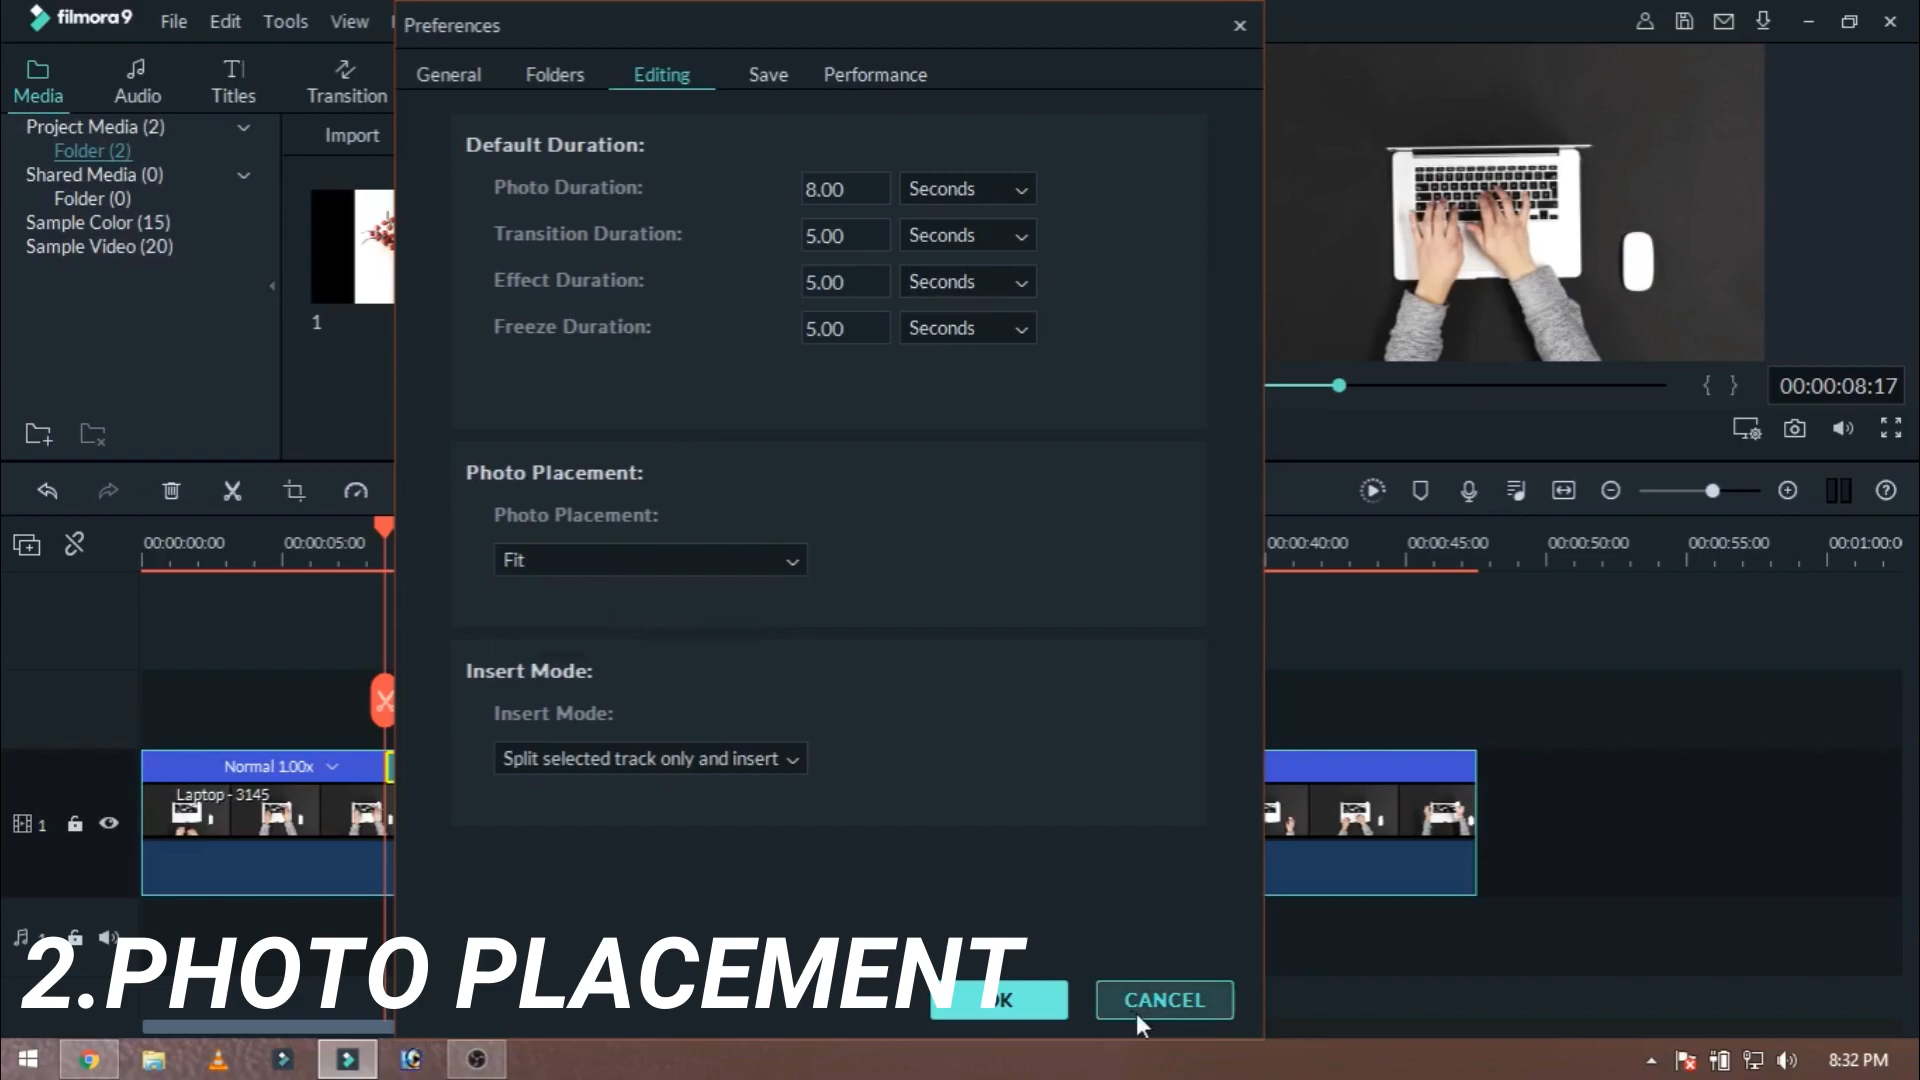 filmora9
File Edit Tools View
Preferences
General Folders Editing Save Performance
Media Audio Titles Transition
Project Media (2)
Folder (2)
Shared Media (0)
Folder (0)
Sample Color (15)
Sample Video (20)
Import
1
Default Duration:
Photo Duration: 8.00 Seconds
Transition Duration: 5.00 Seconds
Effect Duration: 5.00 Seconds
Freeze Duration: 5.00 Seconds
00:00:08:17
Photo Placement:
Photo Placement:
Fit
00:00:00:00 00:00:05:00 00:00:40:00 00:00:45:00 00:00:50:00 00:00:55:00 00:01:00:0
Insert Mode:
Insert Mode:
Split selected track only and insert
Normal 1.00x
Laptop - 3145
1
2.PHOTO PLACEMENT
CANCEL
8:32 PM